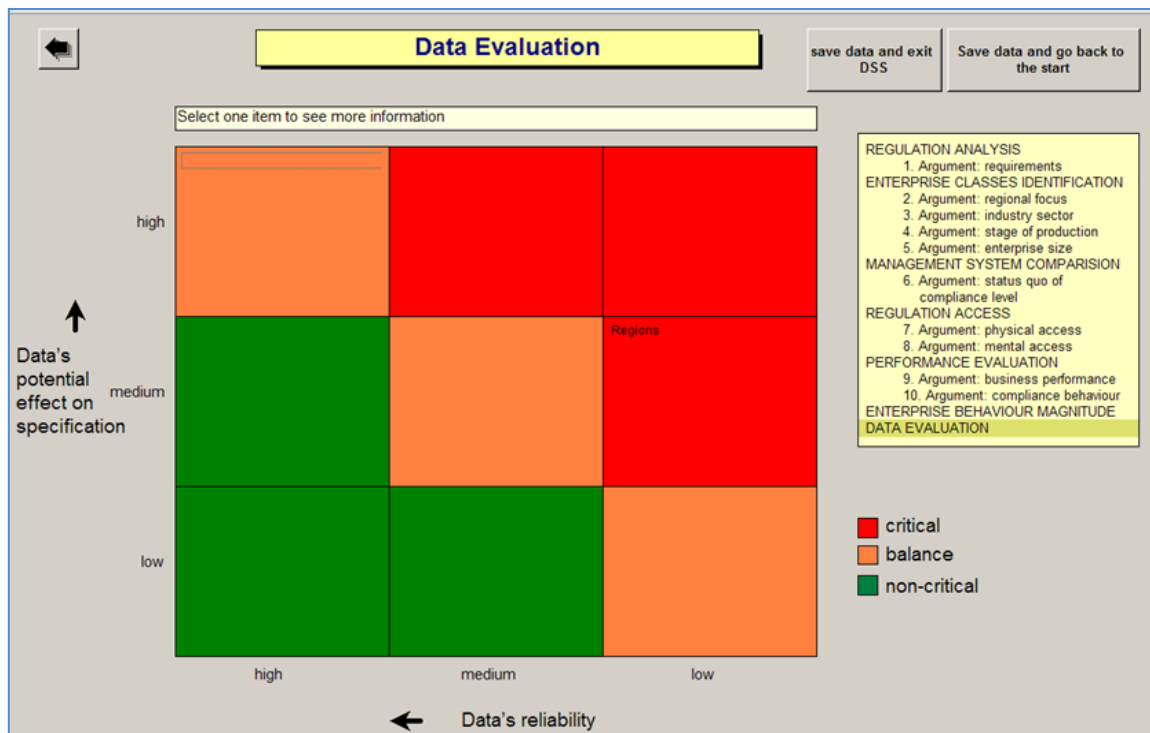 Data Evaluation
save data and exit
DSS
Save data and go back to
the start
Select one item to see more information
high
medium
low
Data's
potential
effect on
specification
Regions
high
medium
low
Data's reliability
REGULATION ANALYSIS
1. Argument: requirements
ENTERPRISE CLASSES IDENTIFICATION
2. Argument: regional focus
3. Argument: industry sector
4. Argument: stage of production
5. Argument: enterprise size
MANAGEMENT SYSTEM COMPARISION
6. Argument: status quo of
compliance level
REGULATION ACCESS
7. Argument: physical access
8. Argument: mental access
PERFORMANCE EVALUATION
9. Argument: business performance
10. Argument: compliance behaviour
ENTERPRISE BEHAVIOUR MAGNITUDE
DATA EVALUATION
critical
balance
non-critical